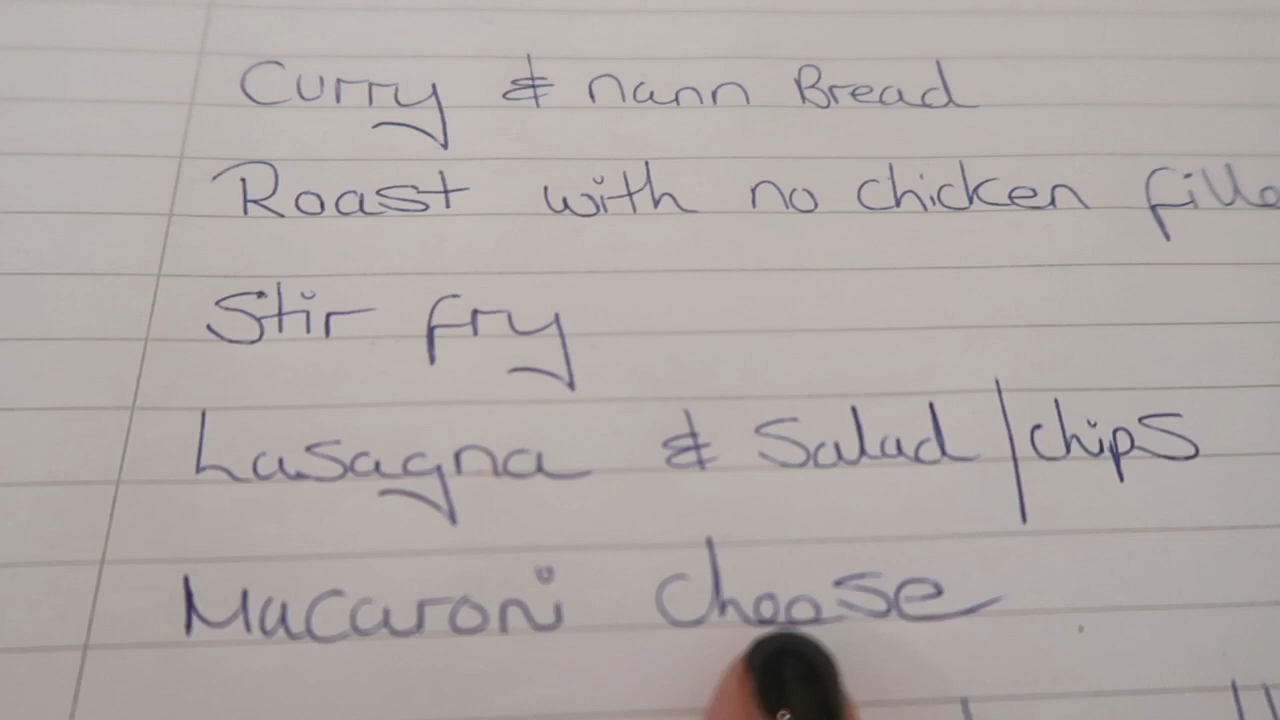 Curry & nann Bread
Roast with no chicken
Stir fry
Lasagna & Salad/chips
Macaroni cheese